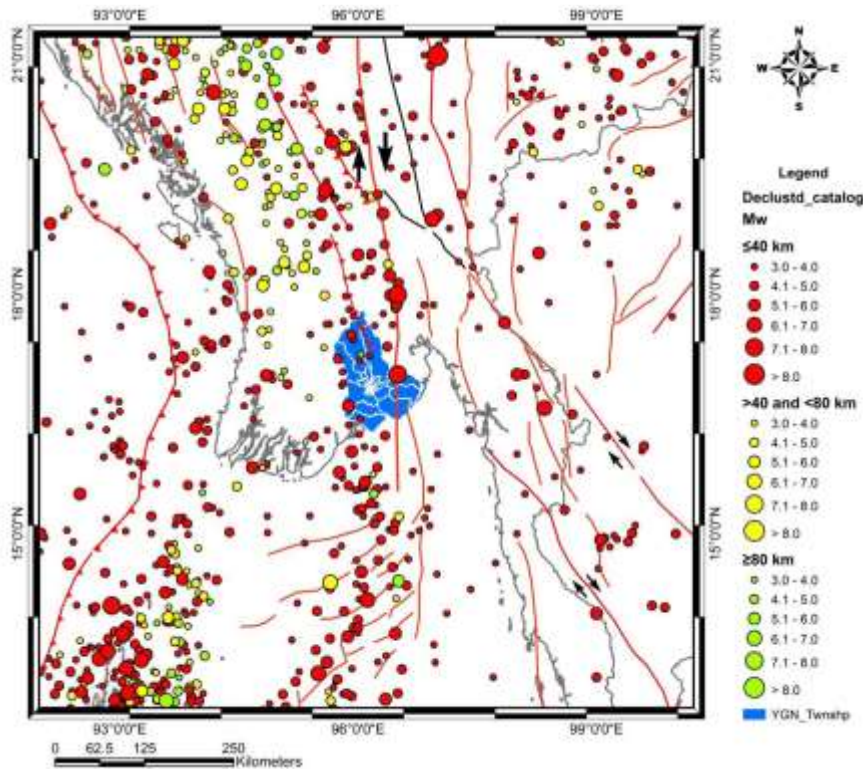 93°0'0"E 96°0'0"E 99°0'0"E
21°0'0"N
21°0'0"N
18°0'0"N
18°0'0"N
15°0'0"N
15°0'0"N
93°0'0"E 96°0'0"E 99°0'0"E
0 62.5 125 250
Kilometers
N
W E
S
Legend
Declustd_catalog
Mw
≤40 km
3.0 - 4.0
4.1 - 5.0
5.1 - 6.0
6.1 - 7.0
7.1 - 8.0
> 8.0
>40 and <80 km
3.0 - 4.0
4.1 - 5.0
5.1 - 6.0
6.1 - 7.0
7.1 - 8.0
> 8.0
≥80 km
3.0 - 4.0
4.1 - 5.0
5.1 - 6.0
6.1 - 7.0
7.1 - 8.0
> 8.0
YGN_Twnshp